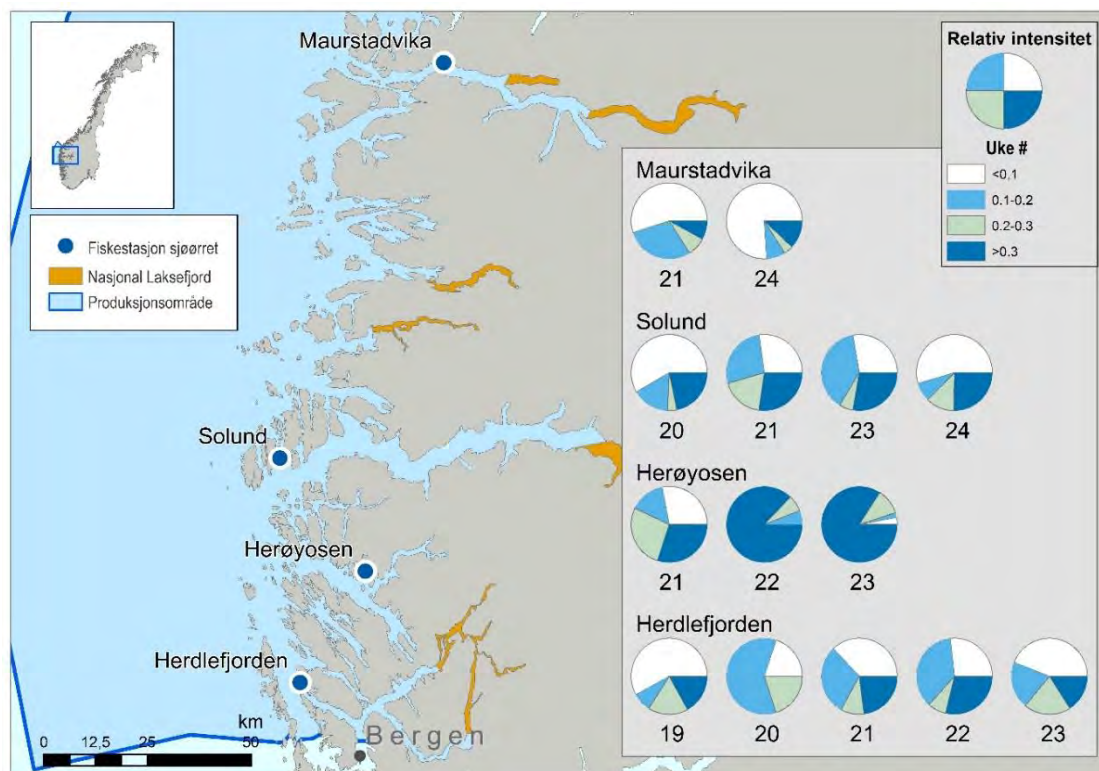 Maurstadvika
Relativ intensitet
Uke #
<0.1
0.1-0.2
0.2-0.3
>0.3
Fiskestasjon sjøørret
Nasjonal Laksefjord
Produksjonsområde
Maurstadvika
21 24
Solund
20 21 23 24
Solund
Herøyosen
21 22 23
Herøyosen
Herdlefjorden
19 20 21 22 23
Herdlefjorden
km
0 12,5 25 50
Bergen